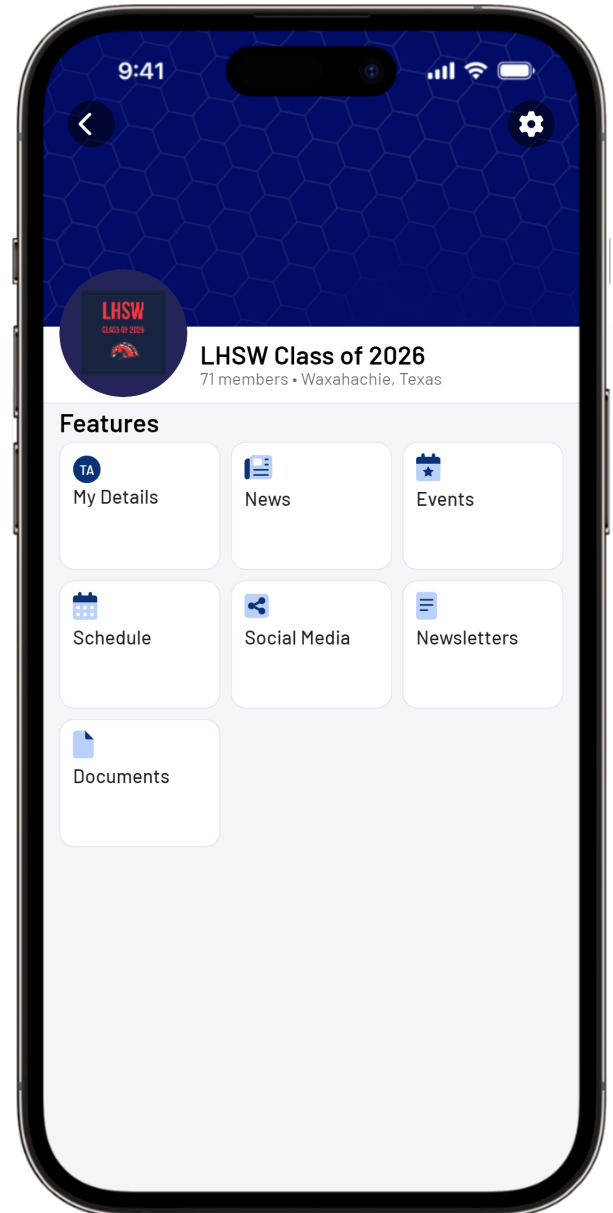 9:41
LHSW
CLASS OF 2026
LHSW Class of 2026
71 members • Waxahachie, Texas
Features
TA
My Details
News
Events
Schedule
Social Media
Newsletters
Documents